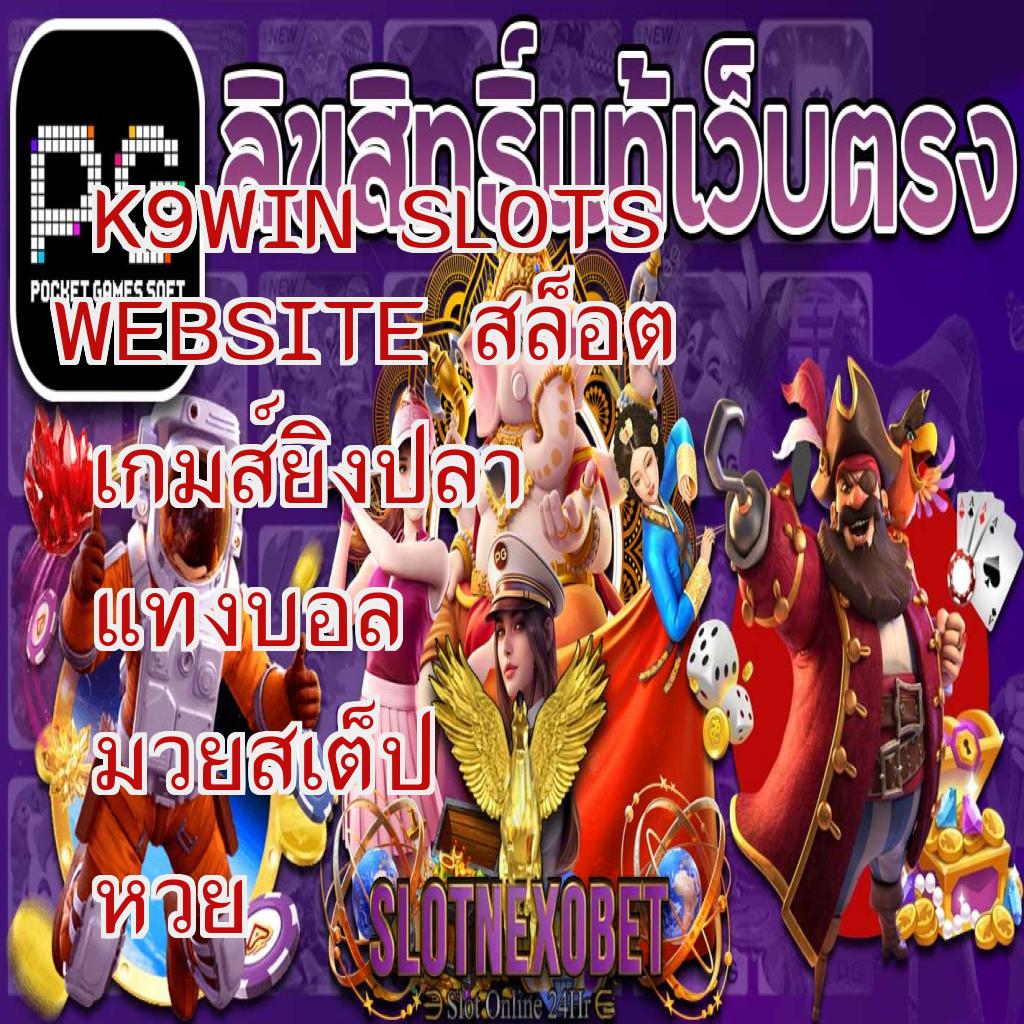 ลิขสิทธิ์แท้เว็บตรง
PG
POCKET GAMES SOFT
K9WIN SLOTS
WEBSITE สล็อต
เกมส์ยิงปลา
แทงบอล
มวยสเต็ป
หวย
SLOTNEXOBET
Slot Online 24Hr